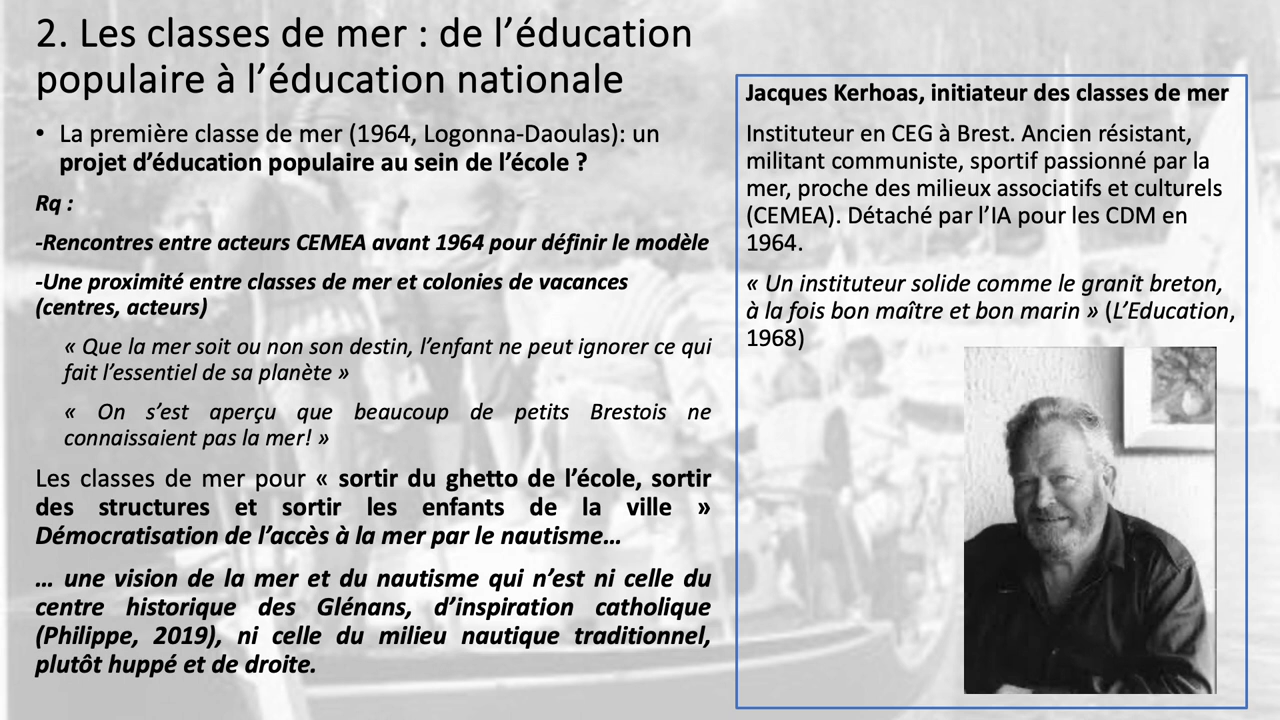 2. Les classes de mer : de l’éducation
populaire à l’éducation nationale
• La première classe de mer (1964, Logonna-Daoulas): un
projet d’éducation populaire au sein de l’école ?
Rq :
-Rencontres entre acteurs CEMEA avant 1964 pour définir le modèle
-Une proximité entre classes de mer et colonies de vacances
(centres, acteurs)
« Que la mer soit ou non son destin, l’enfant ne peut ignorer ce qui
fait l’essentiel de sa planète »
« On s’est aperçu que beaucoup de petits Brestois ne
connaissaient pas la mer! »
Les classes de mer pour « sortir du ghetto de l’école, sortir
des structures et sortir les enfants de la ville »
Démocratisation de l’accès à la mer par le nautisme…
… une vision de la mer et du nautisme qui n’est ni celle du
centre historique des Glénans, d’inspiration catholique
(Philippe, 2019), ni celle du milieu nautique traditionnel,
plutôt huppé et de droite.
Jacques Kerhoas, initiateur des classes de mer
Instituteur en CEG à Brest. Ancien résistant,
militant communiste, sportif passionné par la
mer, proche des milieux associatifs et culturels
(CEMEA). Détaché par l’IA pour les CDM en
1964.
« Un instituteur solide comme le granit breton,
à la fois bon maître et bon marin » (L’Education,
1968)